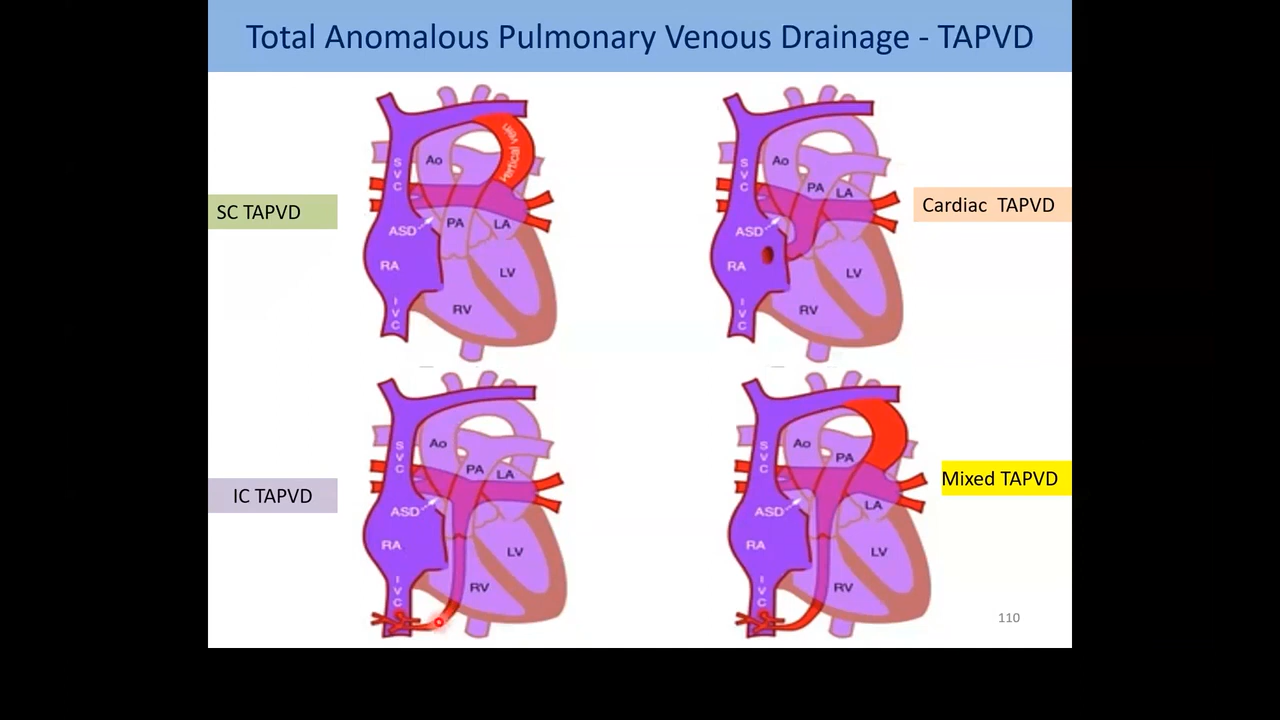 Total Anomalous Pulmonary Venous Drainage - TAPVD
SC TAPVD
SVC
Ao
Vertical vein
ASD
PA
LA
RA
LV
IVC
RV
Cardiac TAPVD
SVC
Ao
PA
LA
ASD
RA
LV
IVC
RV
IC TAPVD
SVC
Ao
PA
LA
ASD
RA
LV
IVC
RV
Mixed TAPVD
SVC
Ao
PA
ASD
LA
RA
LV
IVC
RV
110